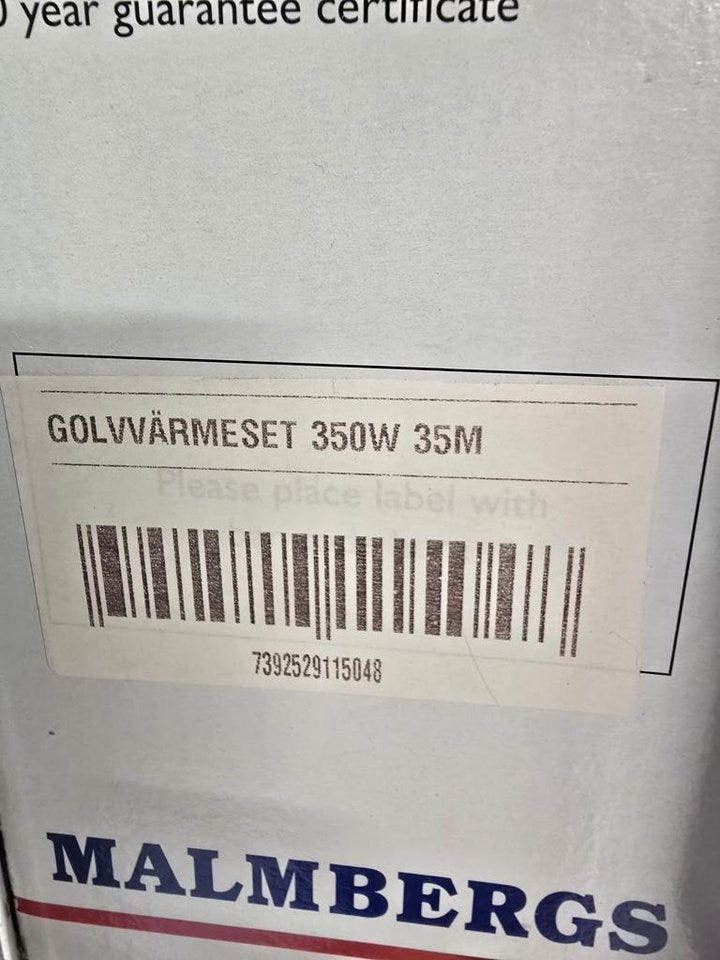 year guarantee certificate
GOLVVÄRMESET 350W 35M
Please place label with
7392529115048
MALMBERGS